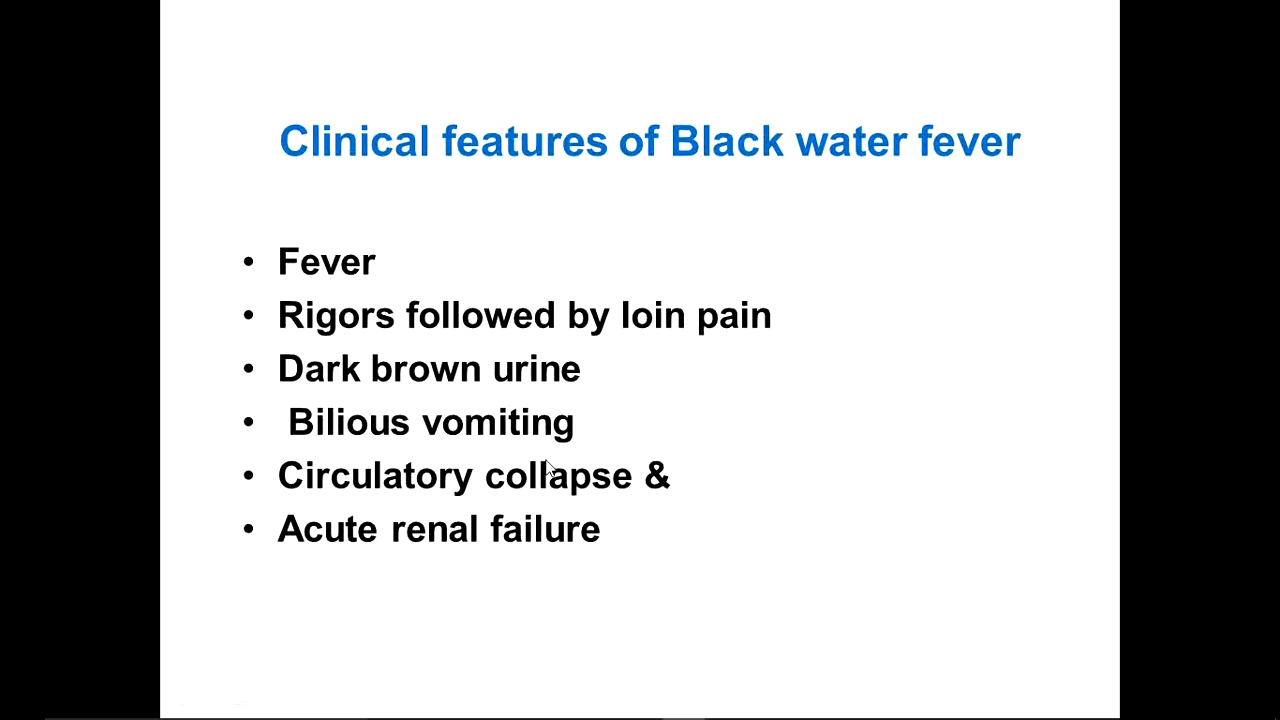 Clinical features of Black water fever
• Fever
• Rigors followed by loin pain
• Dark brown urine
• Bilious vomiting
• Circulatory collapse &
• Acute renal failure